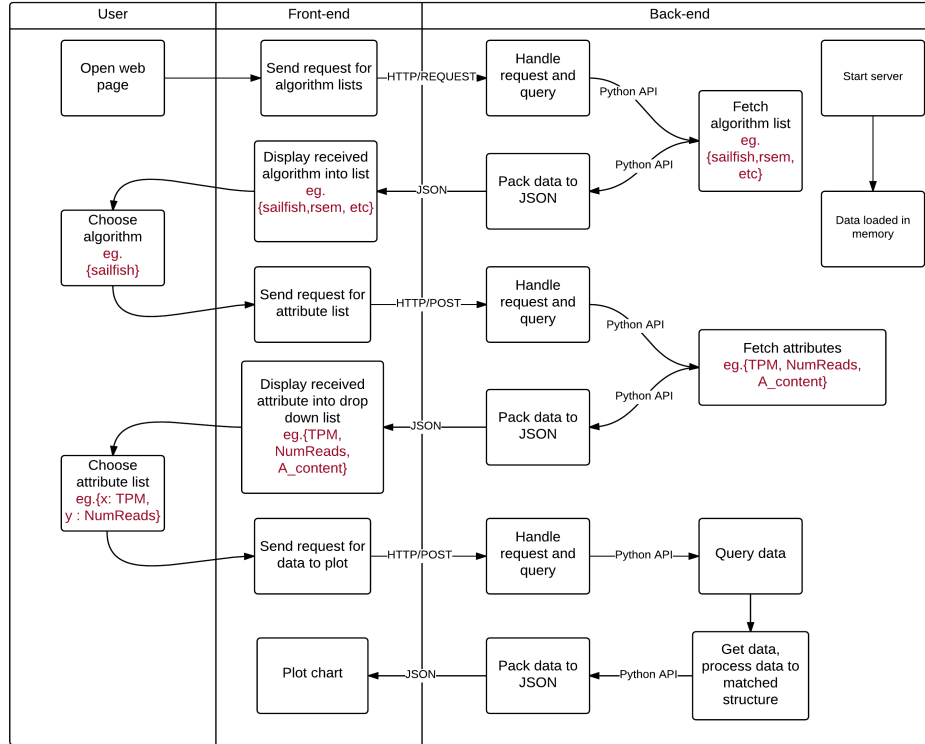 User
Front-end
Back-end
Open web
page
Send request for
algorithm lists
HTTP/REQUEST
Handle
request and
query
Python API
Fetch
algorithm list
eg.
{sailfish,rsem,
etc}
Start server
Display received
algorithm into list
eg.
{sailfish,rsem, etc}
JSON
Pack data to
JSON
Python API
Data loaded in
memory
Choose
algorithm
eg.
{sailfish}
Send request for
attribute list
HTTP/POST
Handle
request and
query
Python API
Fetch attributes
eg.{TPM, NumReads,
A_content}
Display received
attribute into drop
down list
eg.{TPM,
NumReads,
A_content}
JSON
Pack data to
JSON
Python API
Choose
attribute list
eg.{x: TPM,
y : NumReads}
Send request for
data to plot
HTTP/POST
Handle
request and
query
Python API
Query data
Plot chart
JSON
Pack data to
JSON
Python API
Get data,
process data to
matched
structure